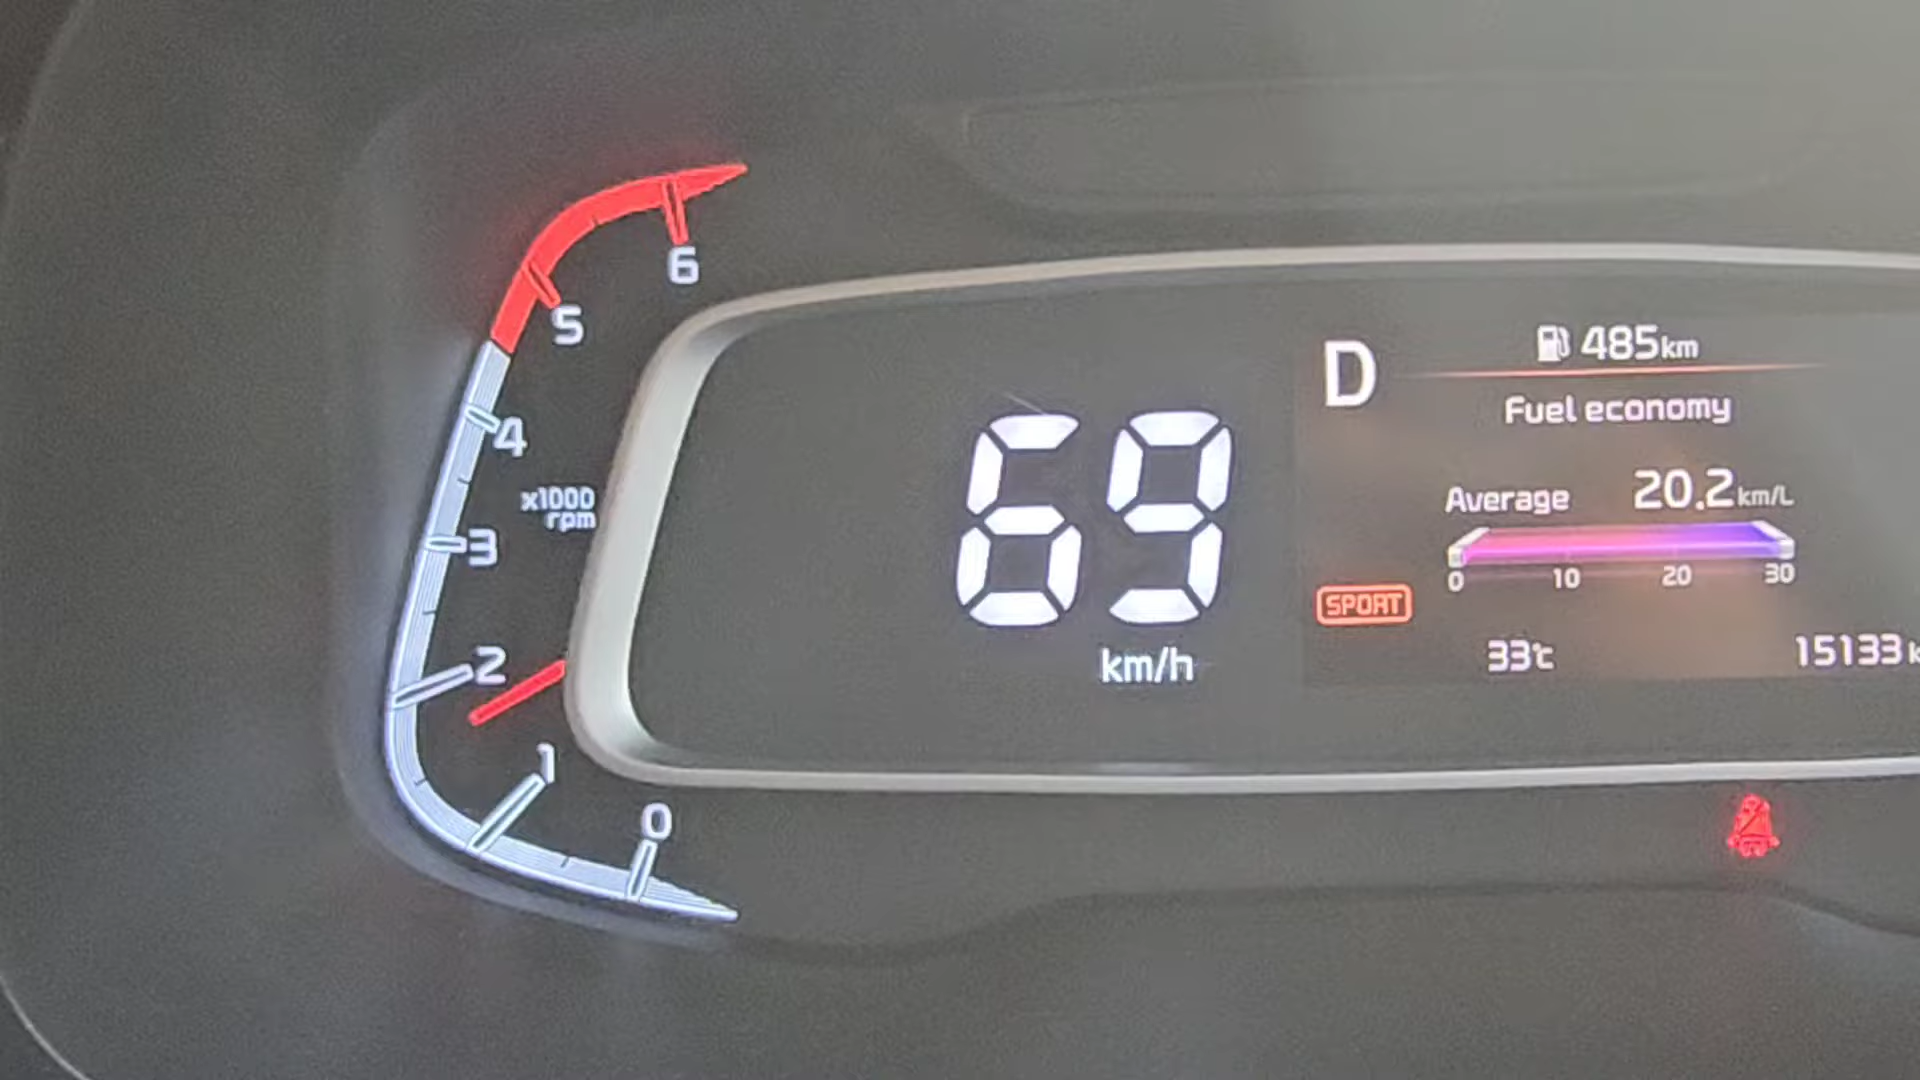 6
5
4
x1000
rpm
3
2
1
0
69
km/h
D
485km
Fuel economy
Average 20.2km/L
0 10 20 30
SPORT
33℃
15133